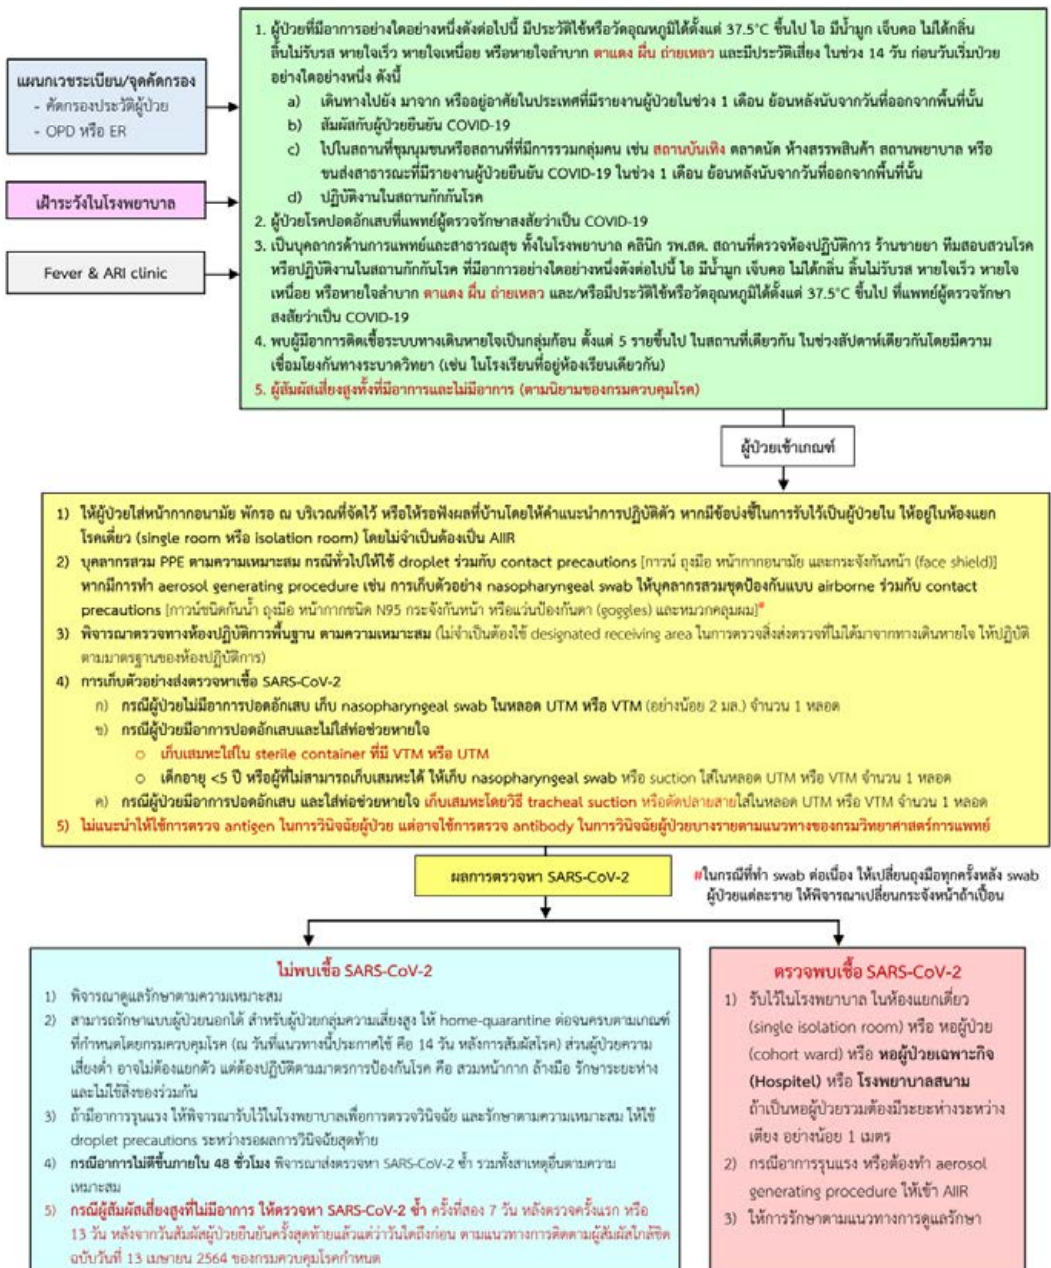 แผนกเวชระเบียน/จุดคัดกรอง
- คัดกรองประวัติผู้ป่วย
- OPD หรือ ER
เฝ้าระวังในโรงพยาบาล
Fever & ARI clinic
1. ผู้ป่วยที่มีอาการอย่างใดอย่างหนึ่งดังต่อไปนี้ มีประวัติไข้หรือวัดอุณหภูมิได้ตั้งแต่ 37.5°C ขึ้นไป ไอ มีน้ำมูก เจ็บคอ ไม่ได้กลิ่น
ลิ้นไม่รับรส หายใจเร็ว หายใจเหนื่อย หรือหายใจลำบาก ตาแดง ผื่น ถ่ายเหลว และมีประวัติเสี่ยง ในช่วง 14 วัน ก่อนวันเริ่มป่วย
อย่างใดอย่างหนึ่ง ดังนี้
a) เดินทางไปยัง มาจาก หรืออยู่อาศัยในประเทศที่มีรายงานผู้ป่วยในช่วง 1 เดือน ย้อนหลังนับจากวันที่ออกจากพื้นที่นั้น
b) สัมผัสกับผู้ป่วยยืนยัน COVID-19
c) ไปในสถานที่ชุมนุมชนหรือสถานที่ที่มีการรวมกลุ่มคน เช่น สถานบันเทิง ตลาดนัด ห้างสรรพสินค้า สถานพยาบาล หรือ
ขนส่งสาธารณะที่มีรายงานผู้ป่วยยืนยัน COVID-19 ในช่วง 1 เดือน ย้อนหลังนับจากวันที่ออกจากพื้นที่นั้น
d) ปฏิบัติงานในสถานกักกันโรค
2. ผู้ป่วยโรคปอดอักเสบที่แพทย์ผู้ตรวจรักษาสงสัยว่าเป็น COVID-19
3. เป็นบุคลากรด้านการแพทย์และสาธารณสุข ทั้งในโรงพยาบาล คลินิก รพ.สต. สถานที่ตรวจห้องปฏิบัติการ ร้านขายยา ทีมสอบสวนโรค
หรือปฏิบัติงานในสถานกักกันโรค ที่มีอาการอย่างใดอย่างหนึ่งดังต่อไปนี้ ไอ มีน้ำมูก เจ็บคอ ไม่ได้กลิ่น ลิ้นไม่รับรส หายใจเร็ว หายใจ
เหนื่อย หรือหายใจลำบาก ตาแดง ผื่น ถ่ายเหลว และ/หรือมีประวัติไข้หรือวัดอุณหภูมิได้ตั้งแต่ 37.5°C ขึ้นไป ที่แพทย์ผู้ตรวจรักษา
สงสัยว่าเป็น COVID-19
4. พบผู้มีอาการติดเชื้อระบบทางเดินหายใจเป็นกลุ่มก้อน ตั้งแต่ 5 รายขึ้นไป ในสถานที่เดียวกัน ในช่วงสัปดาห์เดียวกันโดยมีความ
เชื่อมโยงกันทางระบาดวิทยา (เช่น ในโรงเรียนที่อยู่ห้องเรียนเดียวกัน)
5. ผู้สัมผัสเสี่ยงสูงทั้งที่มีอาการและไม่มีอาการ (ตามนิยามของกรมควบคุมโรค)
ผู้ป่วยเข้าเกณฑ์
1) ให้ผู้ป่วยใส่หน้ากากอนามัย พักรอ ณ บริเวณที่จัดไว้ หรือให้รอฟังผลที่บ้านโดยให้คำแนะนำการปฏิบัติตัว หากมีข้อบ่งชี้ในการรับไว้เป็นผู้ป่วยใน ให้อยู่ในห้องแยก
โรคเดี่ยว (single room หรือ isolation room) โดยไม่จำเป็นต้องเป็น AIIR
2) บุคลากรสวม PPE ตามความเหมาะสม กรณีทั่วไปให้ใช้ droplet ร่วมกับ contact precautions [กาวน์ ถุงมือ หน้ากากอนามัย และกระจังกันหน้า (face shield)]
หากมีการทำ aerosol generating procedure เช่น การเก็บตัวอย่าง nasopharyngeal swab ให้บุคลากรสวมชุดป้องกันแบบ airborne ร่วมกับ contact
precautions [กาวน์ชนิดกันน้ำ ถุงมือ หน้ากากชนิด N95 กระจังกันหน้า หรือแว่นป้องกันตา (goggles) และหมวกคลุมผม]#
3) พิจารณาตรวจทางห้องปฏิบัติการพื้นฐาน ตามความเหมาะสม (ไม่จำเป็นต้องใช้ designated receiving area ในการตรวจสิ่งส่งตรวจที่ไม่ได้มาจากทางเดินหายใจ ให้ปฏิบัติ
ตามมาตรฐานของห้องปฏิบัติการ)
4) การเก็บตัวอย่างส่งตรวจหาเชื้อ SARS-CoV-2
ก) กรณีผู้ป่วยไม่มีอาการปอดอักเสบ เก็บ nasopharyngeal swab ในหลอด UTM หรือ VTM (อย่างน้อย 2 มล.) จำนวน 1 หลอด
ข) กรณีผู้ป่วยมีอาการปอดอักเสบและไม่ใส่ท่อช่วยหายใจ
○ เก็บเสมหะใส่ใน sterile container ที่มี VTM หรือ UTM
○ เด็กอายุ <5 ปี หรือผู้ที่ไม่สามารถเก็บเสมหะได้ ให้เก็บ nasopharyngeal swab หรือ suction ใส่ในหลอด UTM หรือ VTM จำนวน 1 หลอด
ค) กรณีผู้ป่วยมีอาการปอดอักเสบ และใส่ท่อช่วยหายใจ เก็บเสมหะโดยวิธี tracheal suction หรือตัดปลายสายใส่ในหลอด UTM หรือ VTM จำนวน 1 หลอด
5) ไม่แนะนำให้ใช้การตรวจ antigen ในการวินิจฉัยผู้ป่วย แต่อาจใช้การตรวจ antibody ในการวินิจฉัยผู้ป่วยบางรายตามแนวทางของกรมวิทยาศาสตร์การแพทย์
ผลการตรวจหา SARS-CoV-2
#ในกรณีที่ทำ swab ต่อเนื่อง ให้เปลี่ยนถุงมือทุกครั้งหลัง swab
ผู้ป่วยแต่ละราย ให้พิจารณาเปลี่ยนกระจังหน้าถ้าเปื้อน
ไม่พบเชื้อ SARS-CoV-2
1) พิจารณาดูแลรักษาตามความเหมาะสม
2) สามารถรักษาแบบผู้ป่วยนอกได้ สำหรับผู้ป่วยกลุ่มความเสี่ยงสูง ให้ home-quarantine ต่อจนครบตามเกณฑ์
ที่กำหนดโดยกรมควบคุมโรค (ณ วันที่แนวทางนี้ประกาศใช้ คือ 14 วัน หลังการสัมผัสโรค) ส่วนผู้ป่วยความ
เสี่ยงต่ำ อาจไม่ต้องแยกตัว แต่ต้องปฏิบัติตามมาตรการป้องกันโรค คือ สวมหน้ากาก ล้างมือ รักษาระยะห่าง
และไม่ใช้สิ่งของร่วมกัน
3) ถ้ามีอาการรุนแรง ให้พิจารณารับไว้ในโรงพยาบาลเพื่อการตรวจวินิจฉัย และรักษาตามความเหมาะสม ให้ใช้
droplet precautions ระหว่างรอผลการวินิจฉัยสุดท้าย
4) กรณีอาการไม่ดีขึ้นภายใน 48 ชั่วโมง พิจารณาส่งตรวจหา SARS-CoV-2 ซ้ำ รวมทั้งสาเหตุอื่นตามความ
เหมาะสม
5) กรณีผู้สัมผัสเสี่ยงสูงที่ไม่มีอาการ ให้ตรวจหา SARS-CoV-2 ซ้ำ ครั้งที่สอง 7 วัน หลังตรวจครั้งแรก หรือ
13 วัน หลังจากวันสัมผัสผู้ป่วยยืนยันครั้งสุดท้ายแล้วแต่ว่าวันใดถึงก่อน ตามแนวทางการติดตามผู้สัมผัสใกล้ชิด
ฉบับวันที่ 13 เมษายน 2564 ของกรมควบคุมโรคกำหนด
ตรวจพบเชื้อ SARS-CoV-2
1) รับไว้ในโรงพยาบาล ในห้องแยกเดี่ยว
(single isolation room) หรือ หอผู้ป่วย
(cohort ward) หรือ หอผู้ป่วยเฉพาะกิจ
(Hospitel) หรือ โรงพยาบาลสนาม
ถ้าเป็นหอผู้ป่วยรวมต้องมีระยะห่างระหว่าง
เตียง อย่างน้อย 1 เมตร
2) กรณีอาการรุนแรง หรือต้องทำ aerosol
generating procedure ให้เข้า AIIR
3) ให้การรักษาตามแนวทางการดูแลรักษา